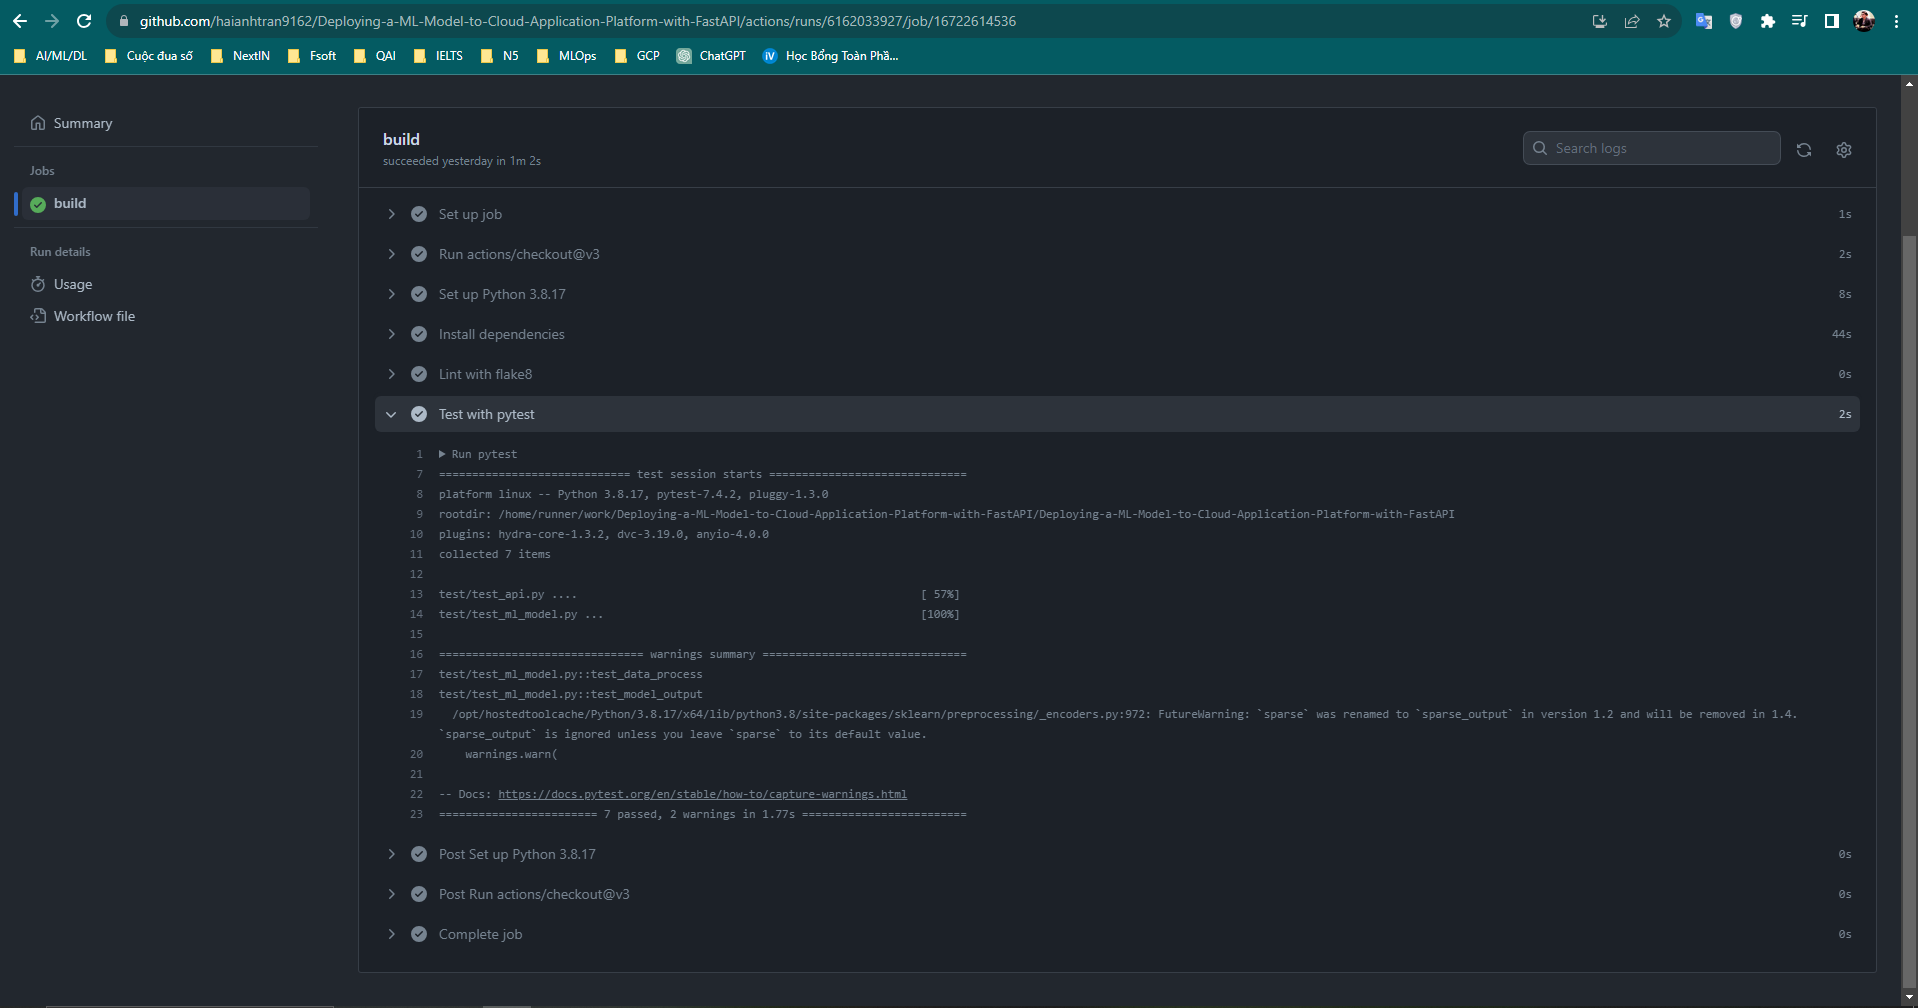 github.com/haianhtran9162/Deploying-a-ML-Model-to-Cloud-Application-Platform-with-FastAPI/actions/runs/6162033927/job/16722614536
AI/ML/DL Cuộc đua số NextIN Fsoft QAI IELTS N5 MLOps GCP ChatGPT iV Học Bổng Toàn Phầ...
Summary
Jobs
build
Run details
Usage
Workflow file
build
succeeded yesterday in 1m 2s
Search logs
Set up job 1s
Run actions/checkout@v3 2s
Set up Python 3.8.17 8s
Install dependencies 44s
Lint with flake8 0s
Test with pytest 2s
1 Run pytest
7 ============================= test session starts ==============================
8 platform linux -- Python 3.8.17, pytest-7.4.2, pluggy-1.3.0
9 rootdir: /home/runner/work/Deploying-a-ML-Model-to-Cloud-Application-Platform-with-FastAPI/Deploying-a-ML-Model-to-Cloud-Application-Platform-with-FastAPI
10 plugins: hydra-core-1.3.2, dvc-3.19.0, anyio-4.0.0
11 collected 7 items
12
13 test/test_api.py .... [ 57%]
14 test/test_ml_model.py ... [100%]
15
16 =============================== warnings summary ===============================
17 test/test_ml_model.py::test_data_process
18 test/test_ml_model.py::test_model_output
19 /opt/hostedtoolcache/Python/3.8.17/x64/lib/python3.8/site-packages/sklearn/preprocessing/_encoders.py:972: FutureWarning: `sparse` was renamed to `sparse_output` in version 1.2 and will be removed in 1.4.
`sparse_output` is ignored unless you leave `sparse` to its default value.
20 warnings.warn(
21
22 -- Docs: https://docs.pytest.org/en/stable/how-to/capture-warnings.html
23 ======================== 7 passed, 2 warnings in 1.77s =========================
Post Set up Python 3.8.17 0s
Post Run actions/checkout@v3 0s
Complete job 0s